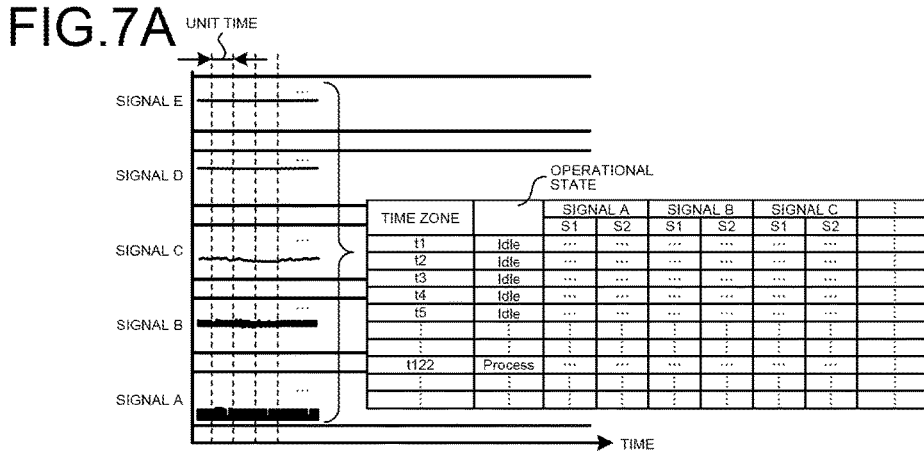 FIG.7A
UNIT TIME
SIGNAL E
...
SIGNAL D
...
SIGNAL C
...
SIGNAL B
...
SIGNAL A
...
TIME
OPERATIONAL
STATE
TIME ZONE SIGNAL A SIGNAL B SIGNAL C
S1 S2 S1 S2 S1 S2
t1 Idle ... ... ... ... ... ...
t2 Idle ... ... ... ... ... ...
t3 Idle ... ... ... ... ... ...
t4 Idle ... ... ... ... ... ...
t5 Idle ... ... ... ... ... ...
t122 Process ... ... ... ... ... ...